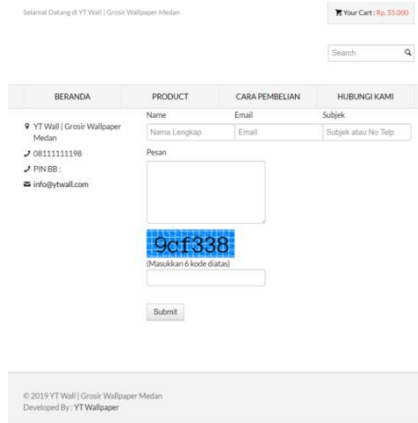 Selamat Datang di YT Wall | Grosir Wallpaper Medan
Your Cart : Rp. 55.000
Search
BERANDA PRODUCT CARA PEMBELIAN HUBUNGI KAMI
YT Wall | Grosir Wallpaper
Medan
08111111198
PIN BB :
info@ytwall.com
Name Email Subjek
Nama Lengkap Email Subjek atau No Telp
Pesan
9cf338
(Masukkan 6 kode diatas)
Submit
© 2019 YT Wall | Grosir Wallpaper Medan
Developed By : YT Wallpaper